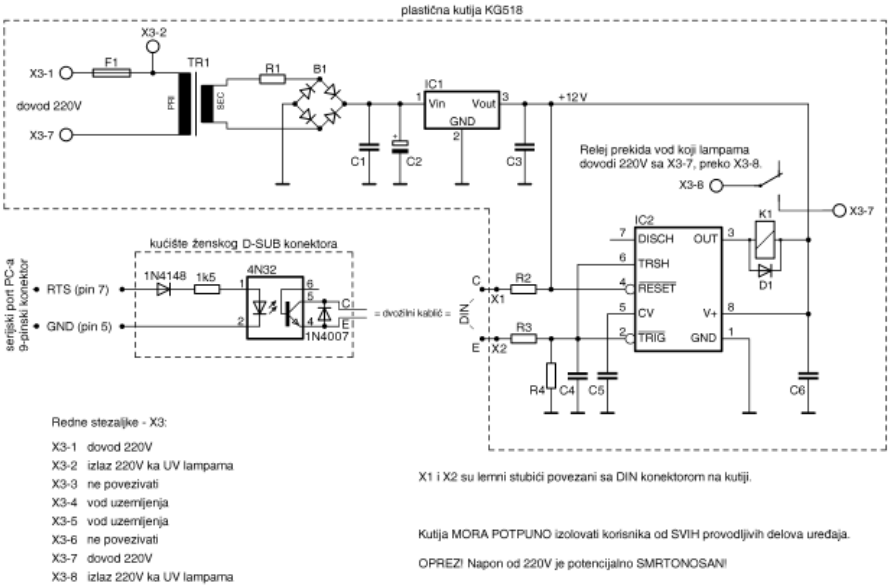 plastična kutija KG518
X3-2
X3-1
F1
TR1
R1
B1
PRI
SEC
dovod 220V
X3-7
IC1
1
Vin
Vout
3
GND
2
+12V
C1
+
C2
C3
Relej prekida vod koji lampama
dovodi 220V sa X3-7, preko X3-8.
X3-8
X3-7
K1
D1
IC2
7
DISCH
OUT
3
6
TRSH
4
RESET
5
CV
V+
8
2
TRIG
GND
1
kućište ženskog D-SUB konektora
serijski port PC-a
9-pinski konektor
RTS (pin 7)
GND (pin 5)
1N4148
1k5
4N32
1
2
6
5
4
C
E
1N4007
= dvožilni kablić =
DIN
C
X1
R2
E
X2
R3
R4
C4
C5
C6
Redne stezaljke - X3:
X3-1 dovod 220V
X3-2 izlaz 220V ka UV lampama
X3-3 ne povezivati
X3-4 vod uzemljenja
X3-5 vod uzemljenja
X3-6 ne povezivati
X3-7 dovod 220V
X3-8 izlaz 220V ka UV lampama
X1 i X2 su lemni stubići povezani sa DIN konektorom na kutiji.
Kutija MORA POTPUNO izolovati korisnika od SVIH provodljivih delova uređaja.
OPREZ! Napon od 220V je potencijalno SMRTONOSAN!